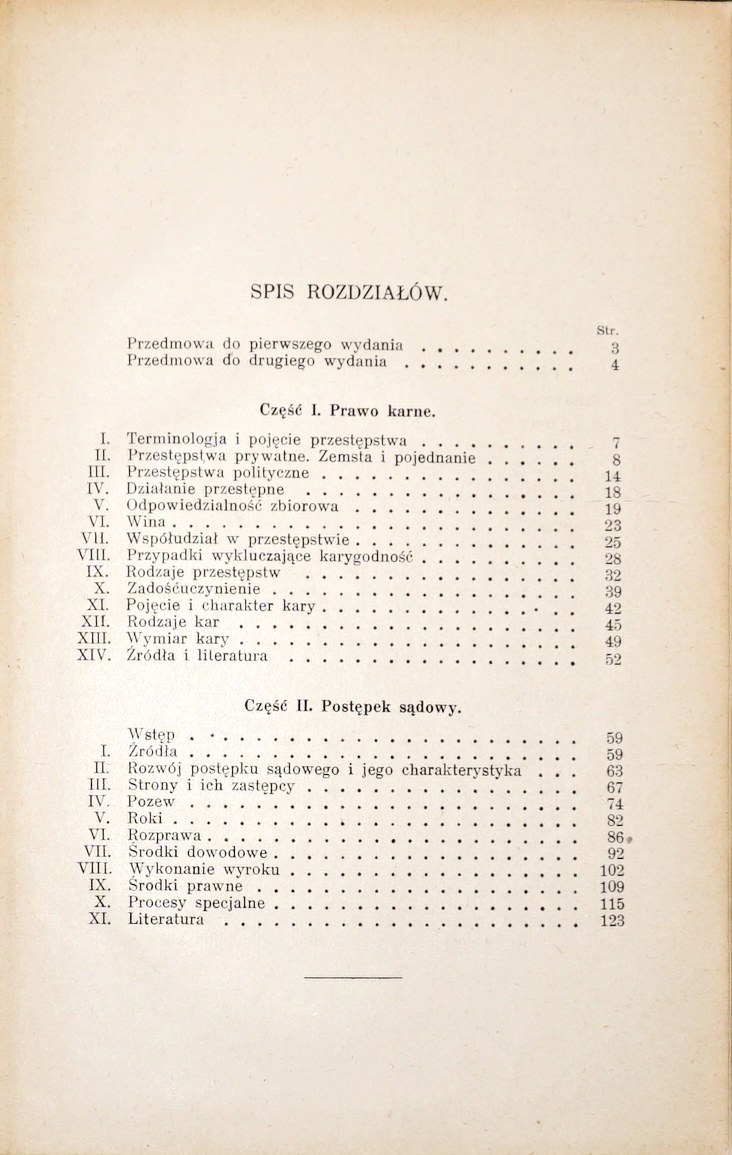 SPIS ROZDZIAŁÓW.
Str.
Przedmowa do pierwszego wydania . . . . . . . . . . 3
Przedmowa do drugiego wydania . . . . . . . . . . . 4
Część I. Prawo karne.
I. Terminologja i pojęcie przestępstwa . . . . . . . . . . 7
II. Przestępstwa prywatne. Zemsta i pojednanie . . . . . . 8
III. Przestępstwa polityczne . . . . . . . . . . . . . . . . 14
IV. Działanie przestępne . . . . . . . . . . . . . . . . . 18
V. Odpowiedzialność zbiorowa . . . . . . . . . . . . . . 19
VI. Wina . . . . . . . . . . . . . . . . . . . . . . . . . 23
VII. Współudział w przestępstwie . . . . . . . . . . . . . . 25
VIII. Przypadki wykluczające karygodność . . . . . . . . . . 28
IX. Rodzaje przestępstw . . . . . . . . . . . . . . . . . 32
X. Zadośćuczynienie . . . . . . . . . . . . . . . . . . . 39
XI. Pojęcie i charakter kary . . . . . . . . . . . . . . . . 42
XII. Rodzaje kar . . . . . . . . . . . . . . . . . . . . . 45
XIII. Wymiar kary . . . . . . . . . . . . . . . . . . . . . 49
XIV. Źródła i literatura . . . . . . . . . . . . . . . . . . 52
Część II. Postępek sądowy.
Wstęp . . . . . . . . . . . . . . . . . . . . . . . . 59
I. Źródła . . . . . . . . . . . . . . . . . . . . . . . . 59
II. Rozwój postępku sądowego i jego charakterystyka . . . 63
III. Strony i ich zastępcy . . . . . . . . . . . . . . . . . 67
IV. Pozew . . . . . . . . . . . . . . . . . . . . . . . . 74
V. Roki . . . . . . . . . . . . . . . . . . . . . . . . . 82
VI. Rozprawa . . . . . . . . . . . . . . . . . . . . . . . 86
VII. Środki dowodowe . . . . . . . . . . . . . . . . . . . 92
VIII. Wykonanie wyroku . . . . . . . . . . . . . . . . . . 102
IX. Środki prawne . . . . . . . . . . . . . . . . . . . . 109
X. Procesy specjalne . . . . . . . . . . . . . . . . . . . 115
XI. Literatura . . . . . . . . . . . . . . . . . . . . . . 123